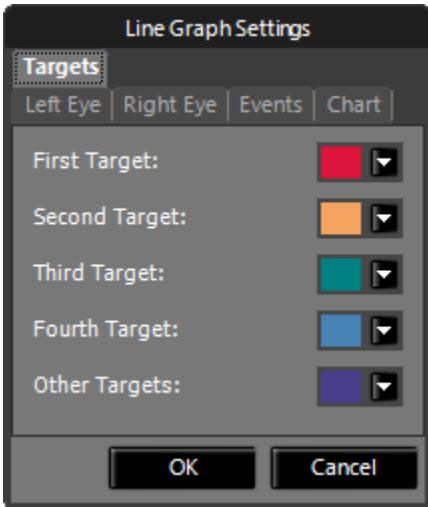 Line Graph Settings
Targets
Left Eye Right Eye Events Chart
First Target:
Second Target:
Third Target:
Fourth Target:
Other Targets:
OK Cancel